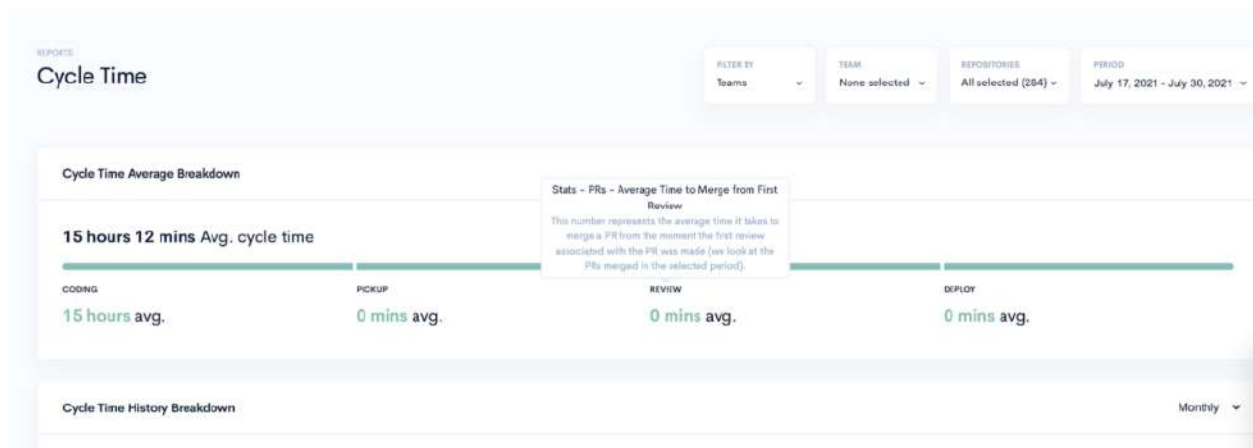 REPORTS
Cycle Time
FILTER BY
Teams
TEAM
None selected
REPOSITORIES
All selected (284)
PERIOD
July 17, 2021 - July 30, 2021
Cycle Time Average Breakdown
Stats - PRs - Average Time to Merge from First
Review
This number represents the average time it takes to
merge a PR from the moment the first review
associated with the PR was made (we look at the
PRs merged in the selected period).
15 hours 12 mins Avg. cycle time
CODING
15 hours avg.
PICKUP
0 mins avg.
REVIEW
0 mins avg.
DEPLOY
0 mins avg.
Cycle Time History Breakdown
Monthly